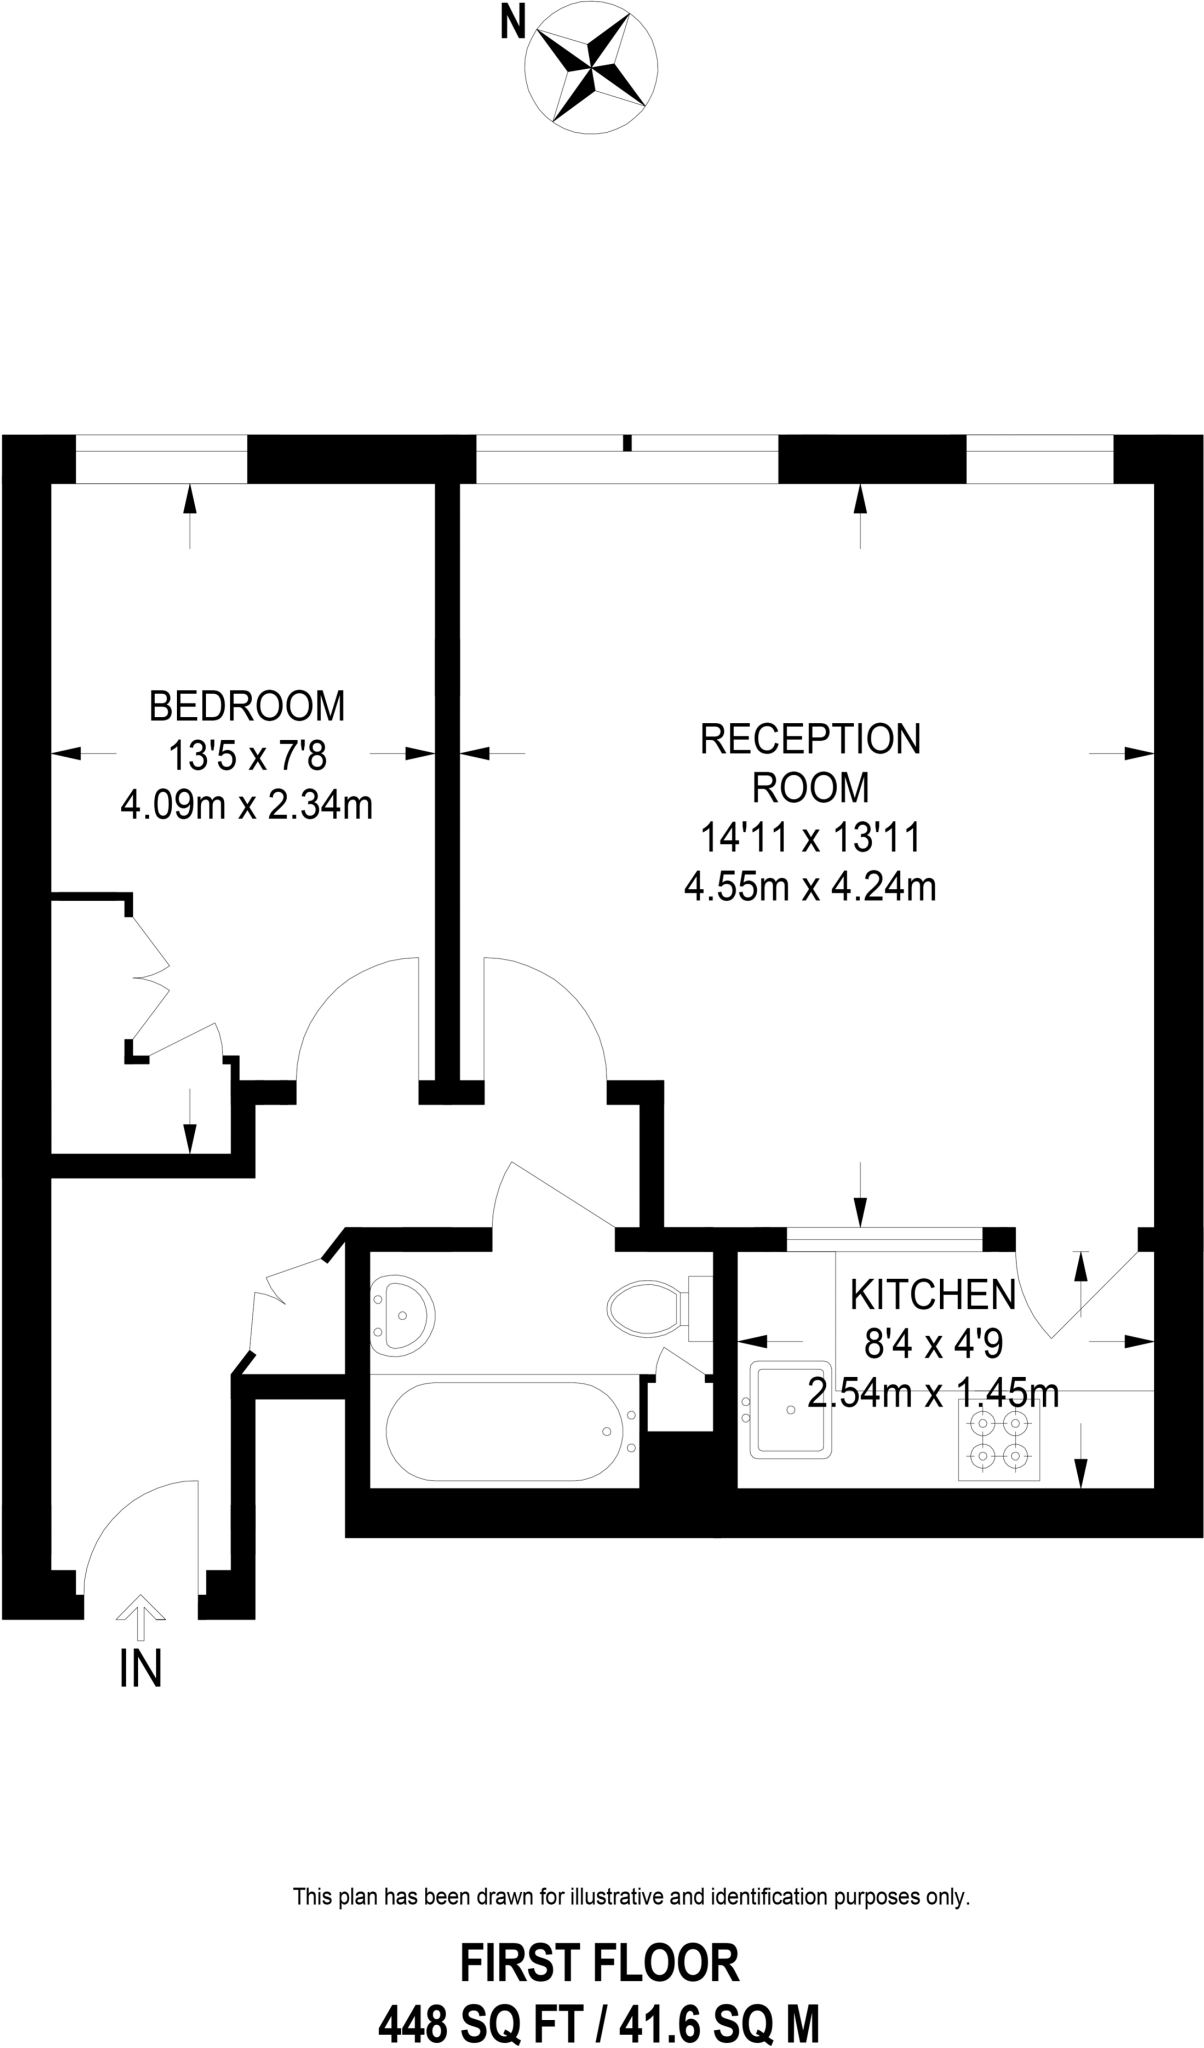 N
BEDROOM
13'5 x 7'8
4.09m x 2.34m
RECEPTION
ROOM
14'11 x 13'11
4.55m x 4.24m
KITCHEN
8'4 x 4'9
2.54m x 1.45m
IN
This plan has been drawn for illustrative and identification purposes only.
FIRST FLOOR
448 SQ FT / 41.6 SQ M